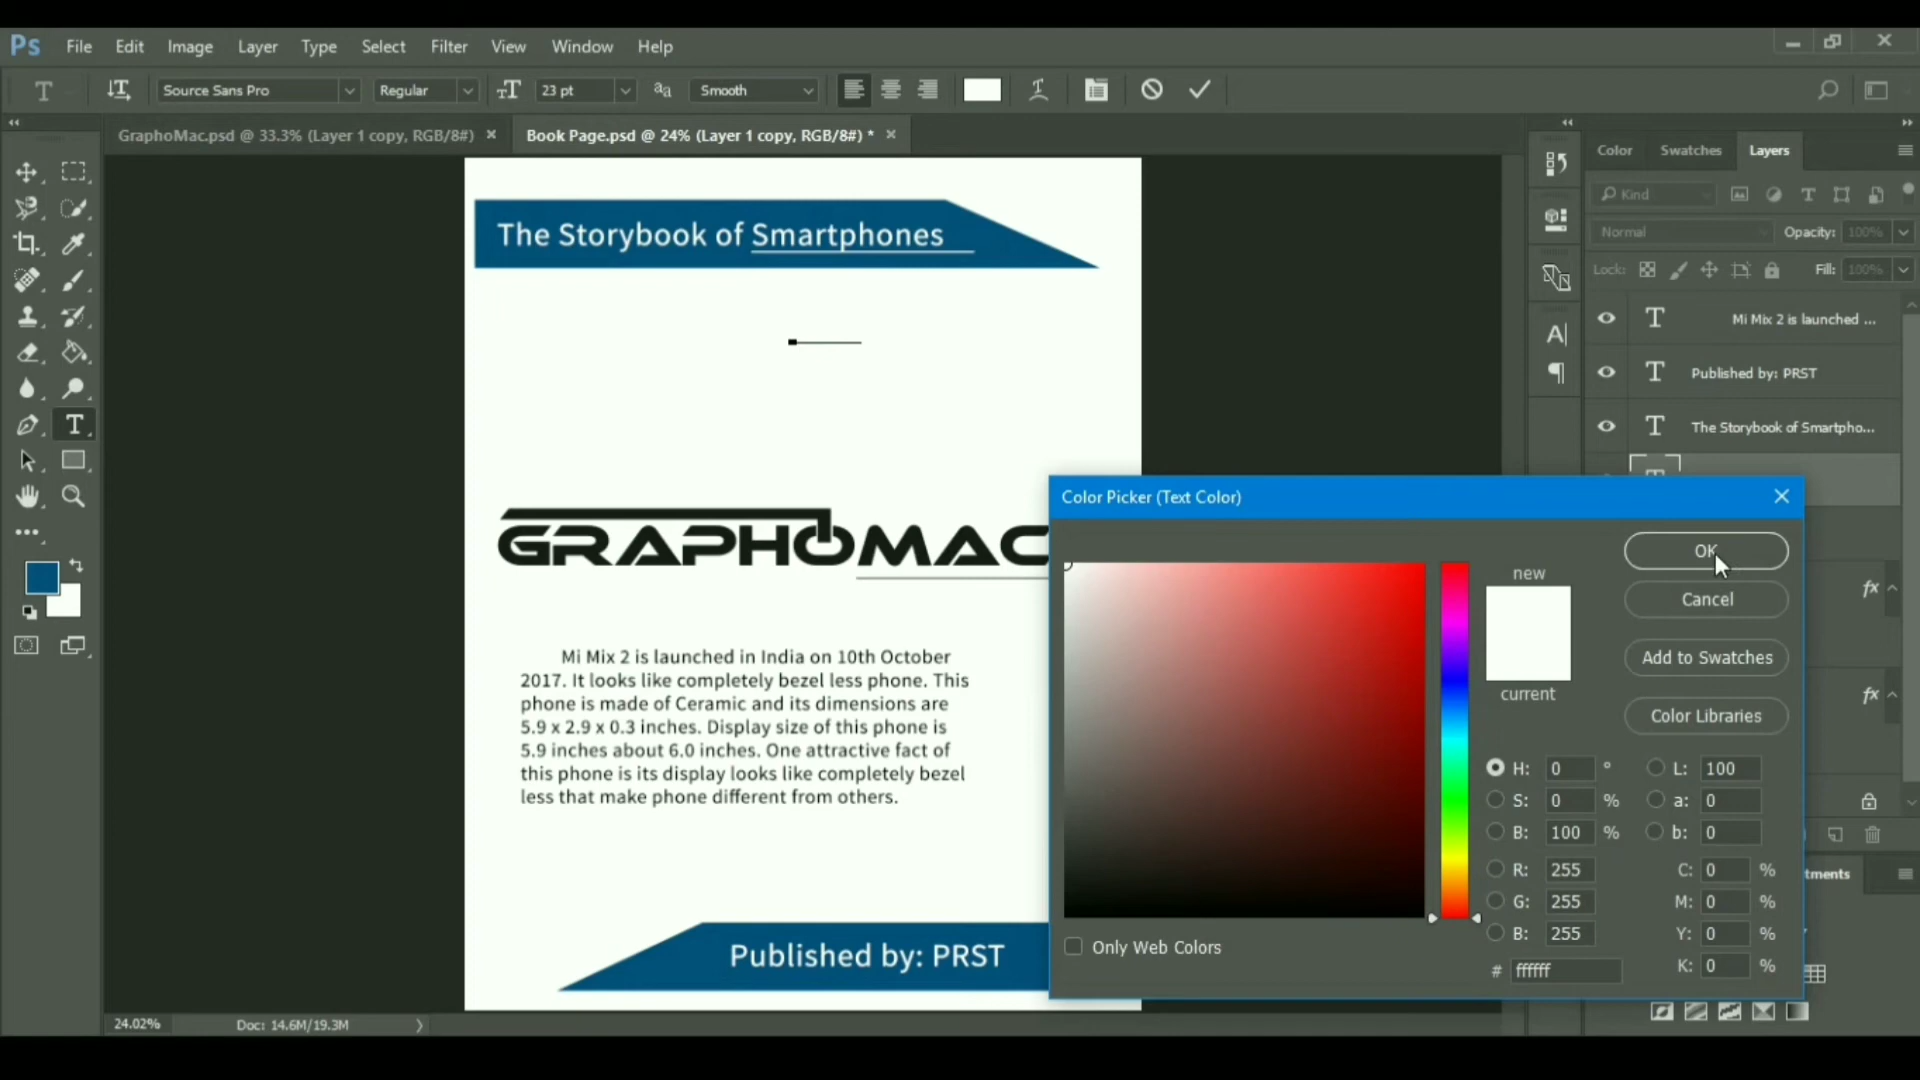 Ps File Edit Image Layer Type Select Filter View Window Help
T Source Sans Pro Regular 23 pt aa Smooth
GraphoMac.psd @ 33.3% (Layer 1 copy, RGB/8#) × Book Page.psd @ 24% (Layer 1 copy, RGB/8#) * ×
Color Swatches Layers
Kind
Normal Opacity: 100%
Lock: Fill: 100%
Mi Mix 2 is launched ...
Published by: PRST
The Storybook of Smartpho...
fx
fx
The Storybook of Smartphones
GRAPHOMAC
Mi Mix 2 is launched in India on 10th October
2017. It looks like completely bezel less phone. This
phone is made of Ceramic and its dimensions are
5.9 x 2.9 x 0.3 inches. Display size of this phone is
5.9 inches about 6.0 inches. One attractive fact of
this phone is its display looks like completely bezel
less that make phone different from others.
Published by: PRST
Color Picker (Text Color)
new
current
OK
Cancel
Add to Swatches
Color Libraries
H: 0 ° L: 100
S: 0 % a: 0
B: 100 % b: 0
R: 255 C: 0 %
G: 255 M: 0 %
B: 255 Y: 0 %
# ffffff K: 0 %
Only Web Colors
tments
24.02% Doc: 14.6M/19.3M